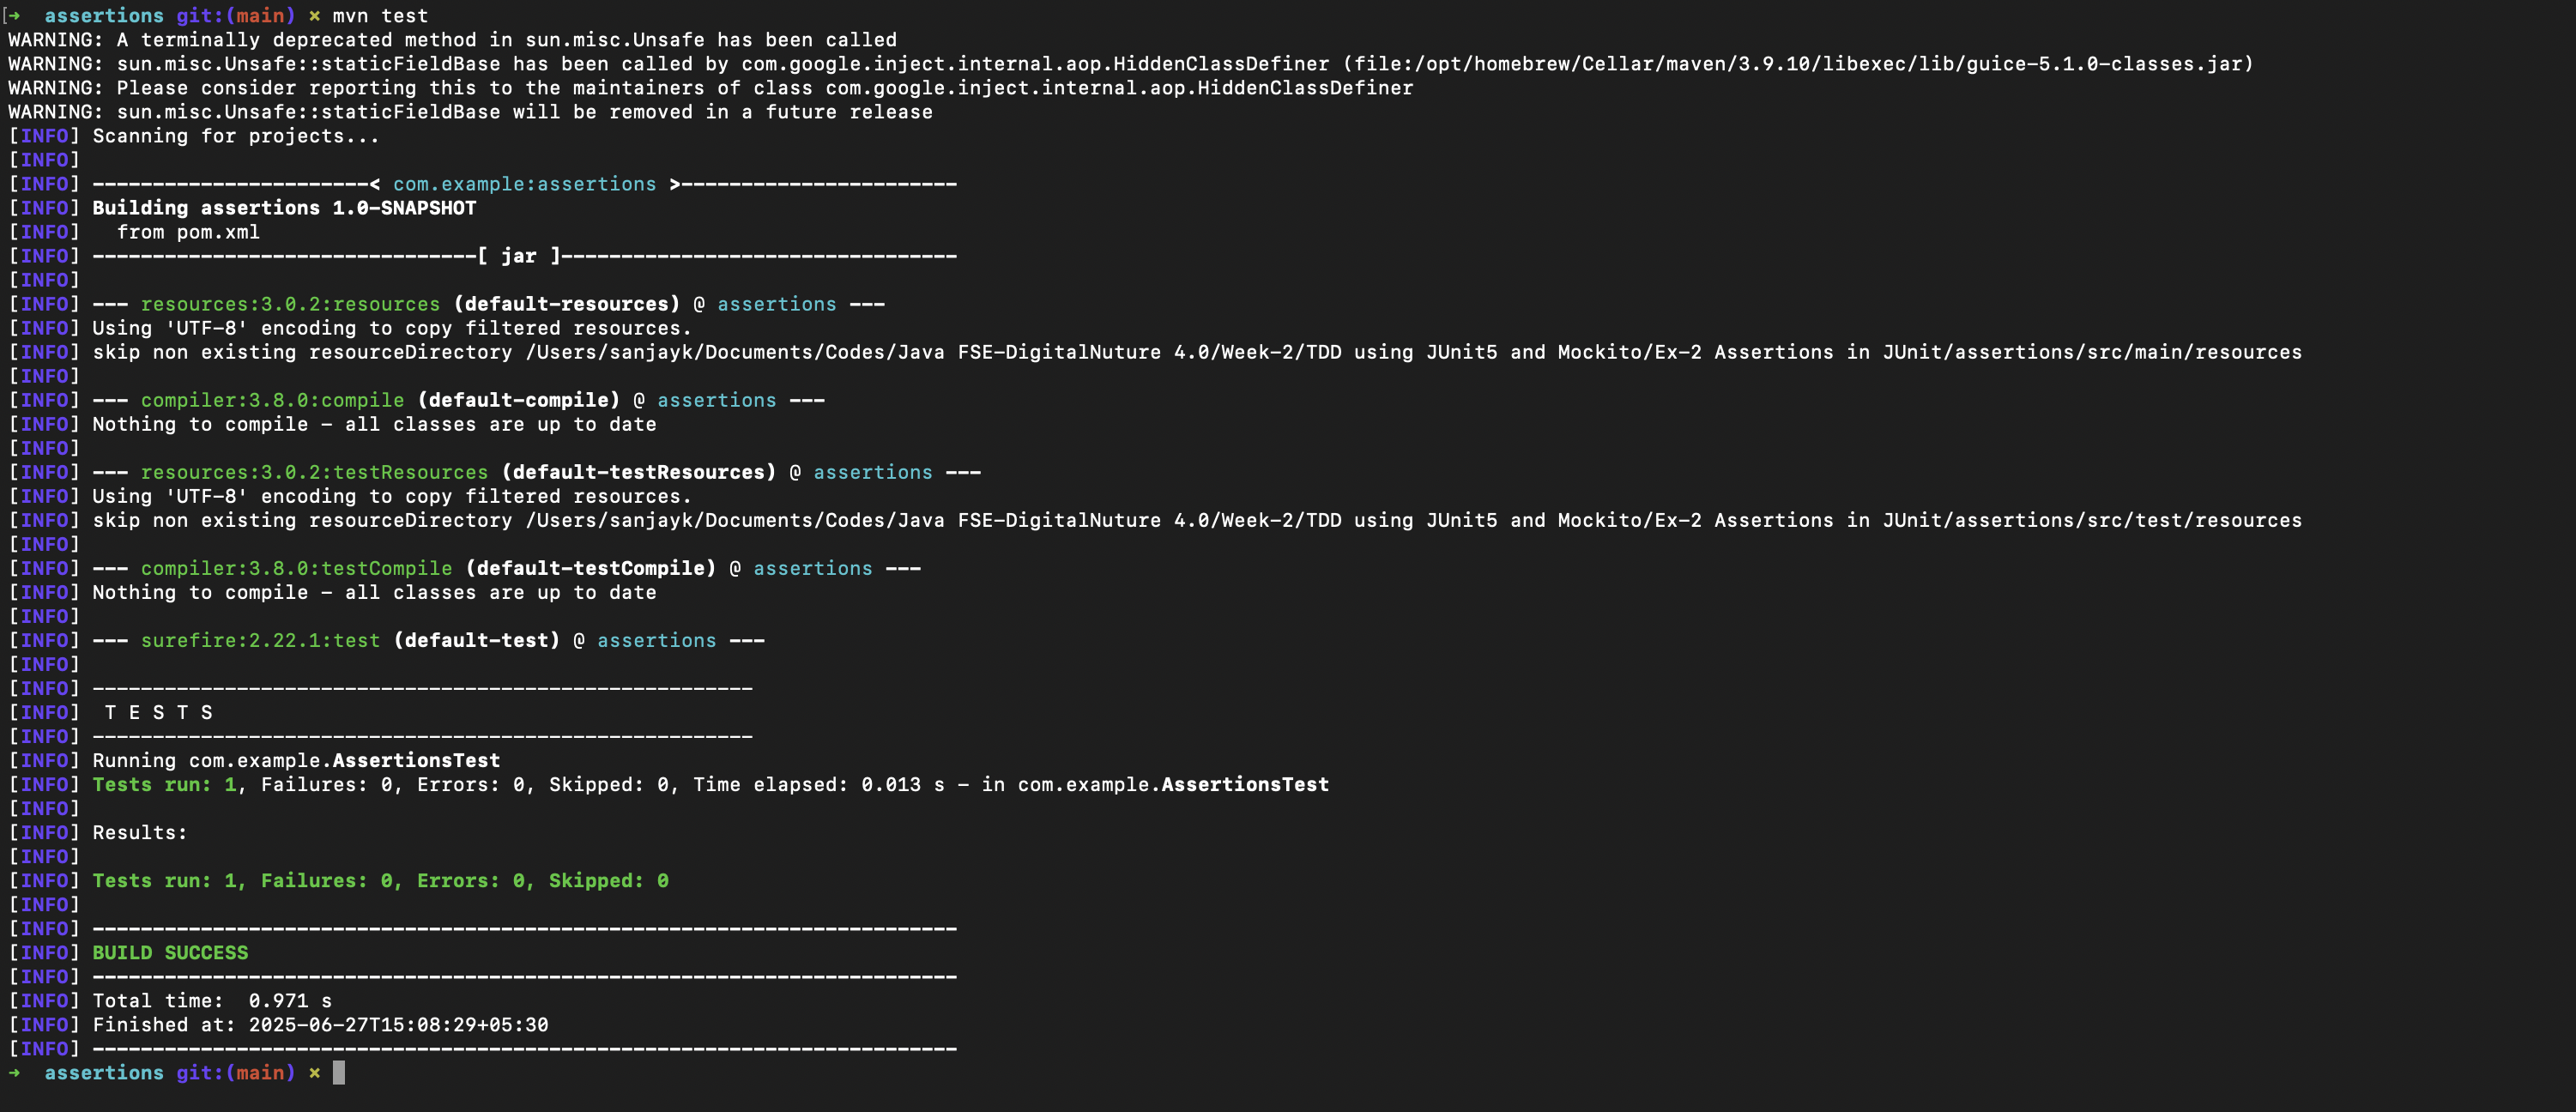 [→  assertions git:(main) × mvn test
WARNING: A terminally deprecated method in sun.misc.Unsafe has been called
WARNING: sun.misc.Unsafe::staticFieldBase has been called by com.google.inject.internal.aop.HiddenClassDefiner (file:/opt/homebrew/Cellar/maven/3.9.10/libexec/lib/guice-5.1.0-classes.jar)
WARNING: Please consider reporting this to the maintainers of class com.google.inject.internal.aop.HiddenClassDefiner
WARNING: sun.misc.Unsafe::staticFieldBase will be removed in a future release
[INFO] Scanning for projects...
[INFO]
[INFO] -----------------------< com.example:assertions >-----------------------
[INFO] Building assertions 1.0-SNAPSHOT
[INFO]   from pom.xml
[INFO] --------------------------------[ jar ]---------------------------------
[INFO]
[INFO] --- resources:3.0.2:resources (default-resources) @ assertions ---
[INFO] Using 'UTF-8' encoding to copy filtered resources.
[INFO] skip non existing resourceDirectory /Users/sanjayk/Documents/Codes/Java FSE-DigitalNuture 4.0/Week-2/TDD using JUnit5 and Mockito/Ex-2 Assertions in JUnit/assertions/src/main/resources
[INFO]
[INFO] --- compiler:3.8.0:compile (default-compile) @ assertions ---
[INFO] Nothing to compile - all classes are up to date
[INFO]
[INFO] --- resources:3.0.2:testResources (default-testResources) @ assertions ---
[INFO] Using 'UTF-8' encoding to copy filtered resources.
[INFO] skip non existing resourceDirectory /Users/sanjayk/Documents/Codes/Java FSE-DigitalNuture 4.0/Week-2/TDD using JUnit5 and Mockito/Ex-2 Assertions in JUnit/assertions/src/test/resources
[INFO]
[INFO] --- compiler:3.8.0:testCompile (default-testCompile) @ assertions ---
[INFO] Nothing to compile - all classes are up to date
[INFO]
[INFO] --- surefire:2.22.1:test (default-test) @ assertions ---
[INFO]
[INFO] -------------------------------------------------------
[INFO]  T E S T S
[INFO] -------------------------------------------------------
[INFO] Running com.example.AssertionsTest
[INFO] Tests run: 1, Failures: 0, Errors: 0, Skipped: 0, Time elapsed: 0.013 s - in com.example.AssertionsTest
[INFO]
[INFO] Results:
[INFO]
[INFO] Tests run: 1, Failures: 0, Errors: 0, Skipped: 0
[INFO]
[INFO] ------------------------------------------------------------------------
[INFO] BUILD SUCCESS
[INFO] ------------------------------------------------------------------------
[INFO] Total time:  0.971 s
[INFO] Finished at: 2025-06-27T15:08:29+05:30
[INFO] ------------------------------------------------------------------------
→  assertions git:(main) ×